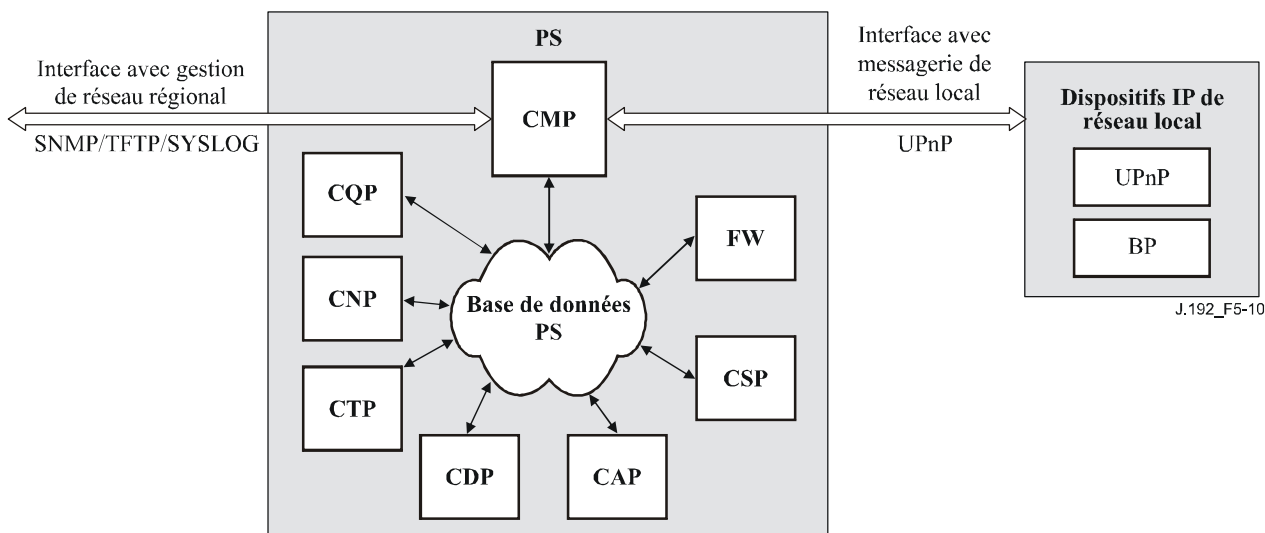 PS
Interface avec gestion
de réseau régional
SNMP/TFTP/SYSLOG
CMP
Interface avec
messagerie de
réseau local
UPnP
Dispositifs IP de
réseau local
UPnP
BP
J.192_F5-10
CQP
CNP
CTP
CDP
CAP
CSP
FW
Base de données
PS